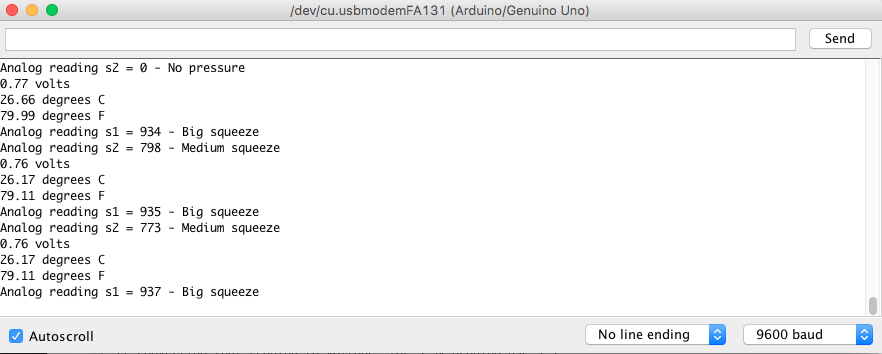 /dev/cu.usbmodemFA131 (Arduino/Genuino Uno)
Send
Analog reading s2 = 0 - No pressure
0.77 volts
26.66 degrees C
79.99 degrees F
Analog reading s1 = 934 - Big squeeze
Analog reading s2 = 798 - Medium squeeze
0.76 volts
26.17 degrees C
79.11 degrees F
Analog reading s1 = 935 - Big squeeze
Analog reading s2 = 773 - Medium squeeze
0.76 volts
26.17 degrees C
79.11 degrees F
Analog reading s1 = 937 - Big squeeze
Autoscroll
No line ending
9600 baud